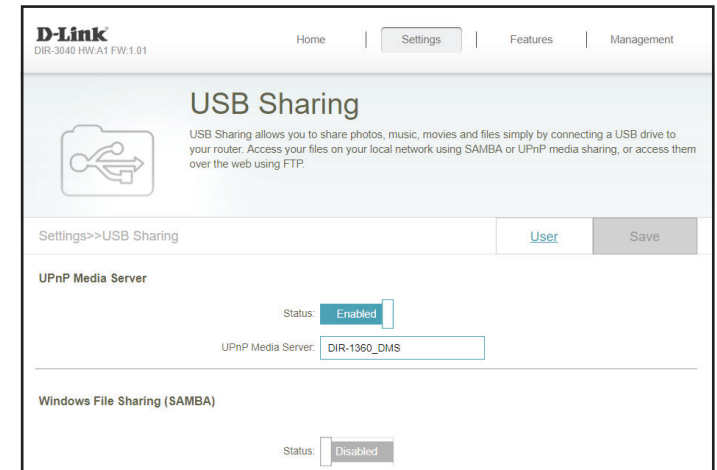 D-Link
DIR-3040 HW:A1 FW:1.01
Home | Settings | Features | Management
USB Sharing
USB Sharing allows you to share photos, music, movies and files simply by connecting a USB drive to
your router. Access your files on your local network using SAMBA or UPnP media sharing, or access them
over the web using FTP.
Settings>>USB Sharing
User
Save
UPnP Media Server
Status: Enabled
UPnP Media Server: DIR-1360_DMS
Windows File Sharing (SAMBA)
Status: Disabled